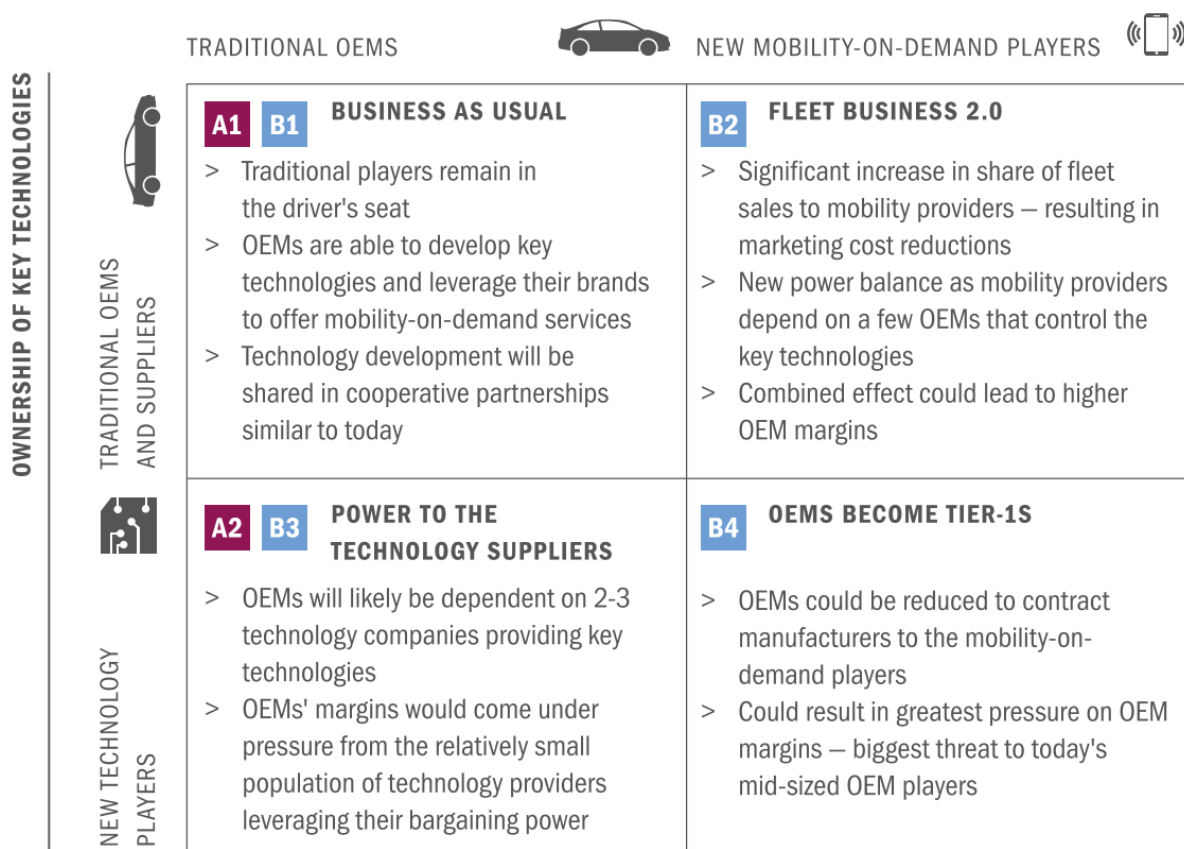 TRADITIONAL OEMS
NEW MOBILITY-ON-DEMAND PLAYERS
OWNERSHIP OF KEY TECHNOLOGIES
TRADITIONAL OEMS
AND SUPPLIERS
A1 B1 BUSINESS AS USUAL
> Traditional players remain in
the driver's seat
> OEMs are able to develop key
technologies and leverage their brands
to offer mobility-on-demand services
> Technology development will be
shared in cooperative partnerships
similar to today
B2 FLEET BUSINESS 2.0
> Significant increase in share of fleet
sales to mobility providers — resulting in
marketing cost reductions
> New power balance as mobility providers
depend on a few OEMs that control the
key technologies
> Combined effect could lead to higher
OEM margins
NEW TECHNOLOGY
PLAYERS
A2 B3 POWER TO THE
TECHNOLOGY SUPPLIERS
> OEMs will likely be dependent on 2-3
technology companies providing key
technologies
> OEMs' margins would come under
pressure from the relatively small
population of technology providers
leveraging their bargaining power
B4 OEMS BECOME TIER-1S
> OEMs could be reduced to contract
manufacturers to the mobility-on-
demand players
> Could result in greatest pressure on OEM
margins — biggest threat to today's
mid-sized OEM players